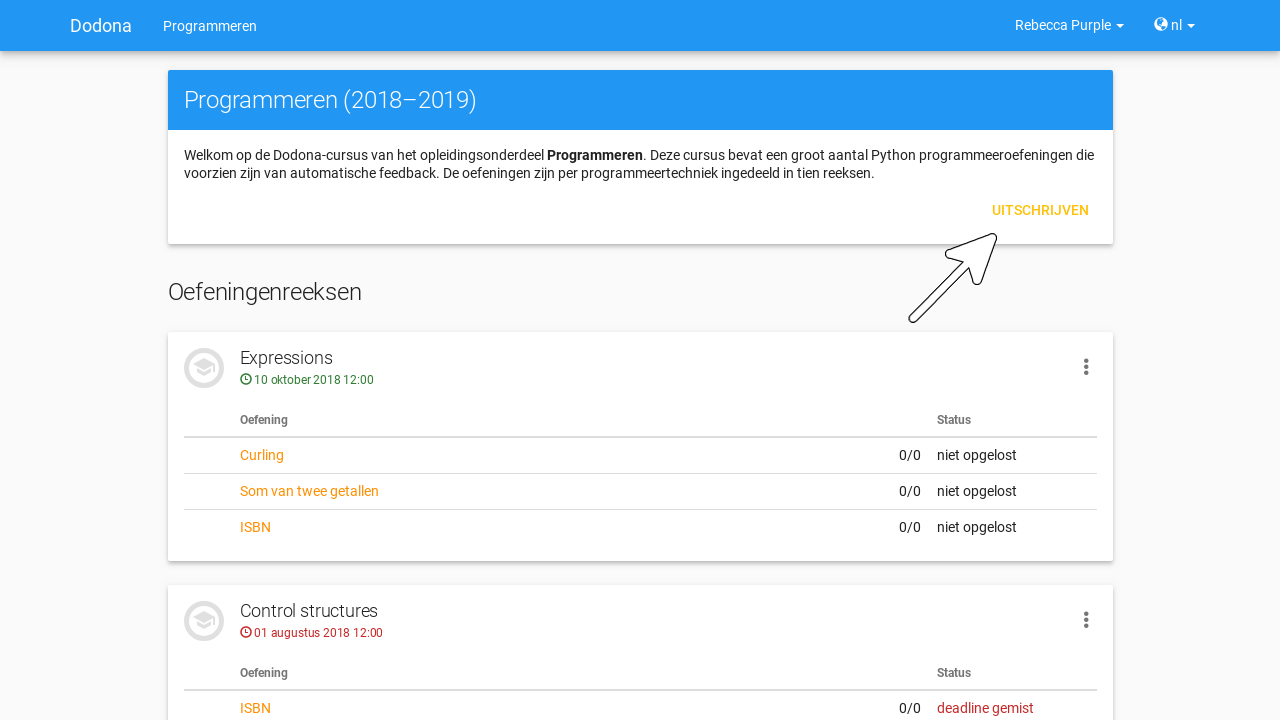 Dodona Programmeren Rebecca Purple nl
Programmeren (2018–2019)
Welkom op de Dodona-cursus van het opleidingsonderdeel Programmeren. Deze cursus bevat een groot aantal Python programmeeroefeningen die
voorzien zijn van automatische feedback. De oefeningen zijn per programmeertechniek ingedeeld in tien reeksen.
UITSCHRIJVEN
Oefeningenreeksen
Expressions
10 oktober 2018 12:00
Oefening Status
Curling 0/0 niet opgelost
Som van twee getallen 0/0 niet opgelost
ISBN 0/0 niet opgelost
Control structures
01 augustus 2018 12:00
Oefening Status
ISBN 0/0 deadline gemist